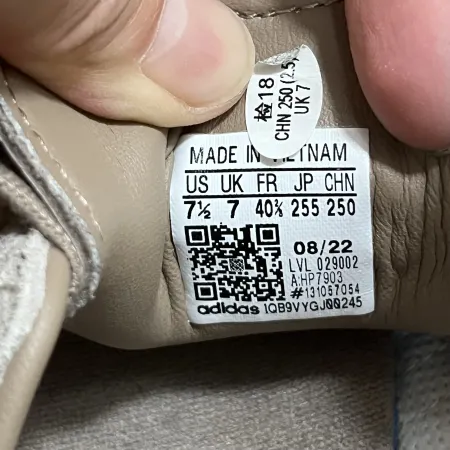 检18
CHN 250 (2.5)
UK 7
MADE IN VIETNAM
US UK FR JP CHN
7½ 7 40⅔ 255 250
08/22
LVL 029002
A:HP7903
#131057054
adidas 1QB9VYGJ00245